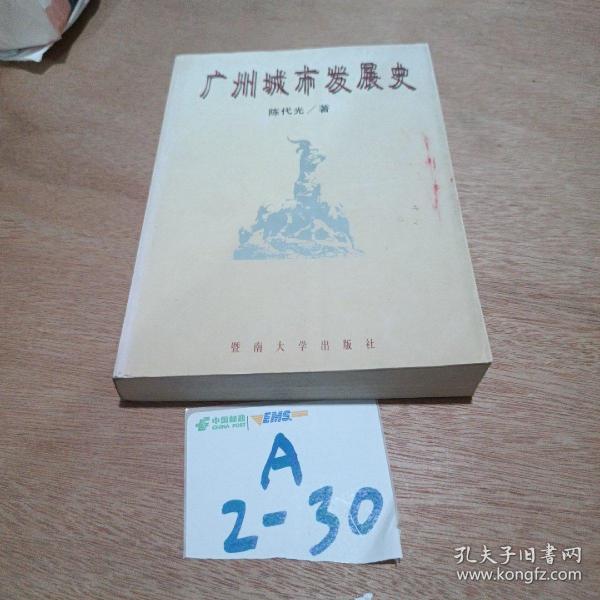 广州城市发展史
陈代光／著
暨南大学出版社
中国邮政 EMS
CHINA POST
A
2-30
孔夫子旧書网
www.kongfz.com